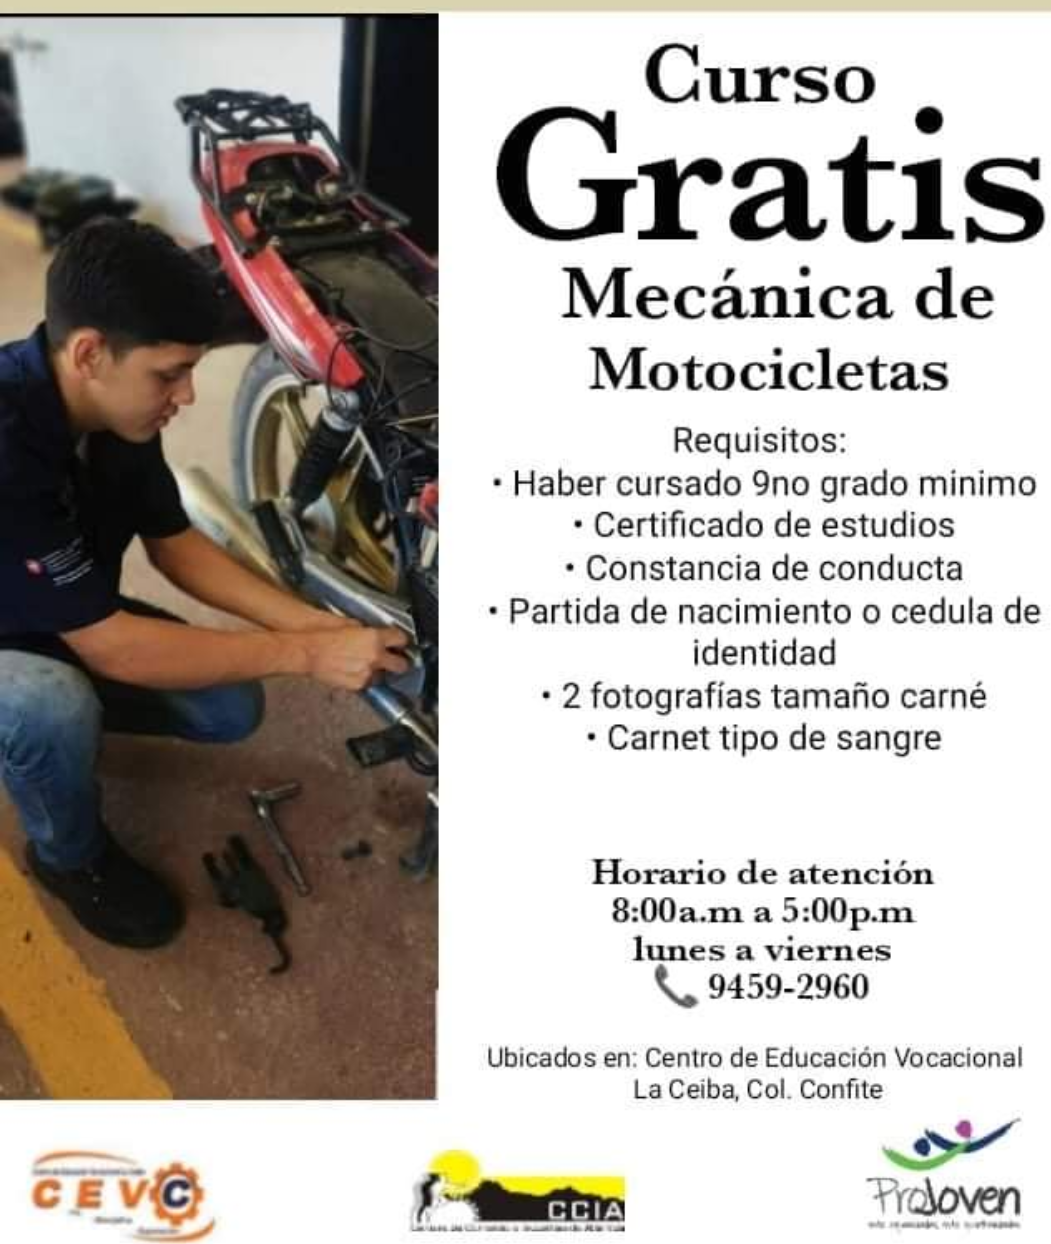 Curso
Gratis
Mecánica de
Motocicletas
Requisitos:
• Haber cursado 9no grado minimo
• Certificado de estudios
• Constancia de conducta
• Partida de nacimiento o cedula de
identidad
• 2 fotografías tamaño carné
• Carnet tipo de sangre
Horario de atención
8:00a.m a 5:00p.m
lunes a viernes
9459-2960
Ubicados en: Centro de Educación Vocacional
La Ceiba, Col. Confite
CEVC
CCIA
ProJoven